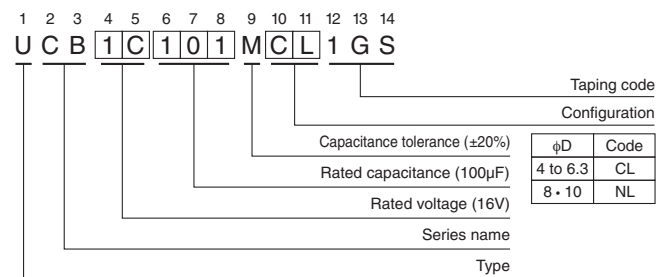 1 2 3 4 5 6 7 8 9 10 11 12 13 14
U C B 1 C 1 0 1 M C L 1 G S
Taping code
Configuration
Capacitance tolerance (±20%)
Rated capacitance (100µF)
Rated voltage (16V)
Series name
Type
ϕD Code
4 to 6.3 CL
8 • 10 NL